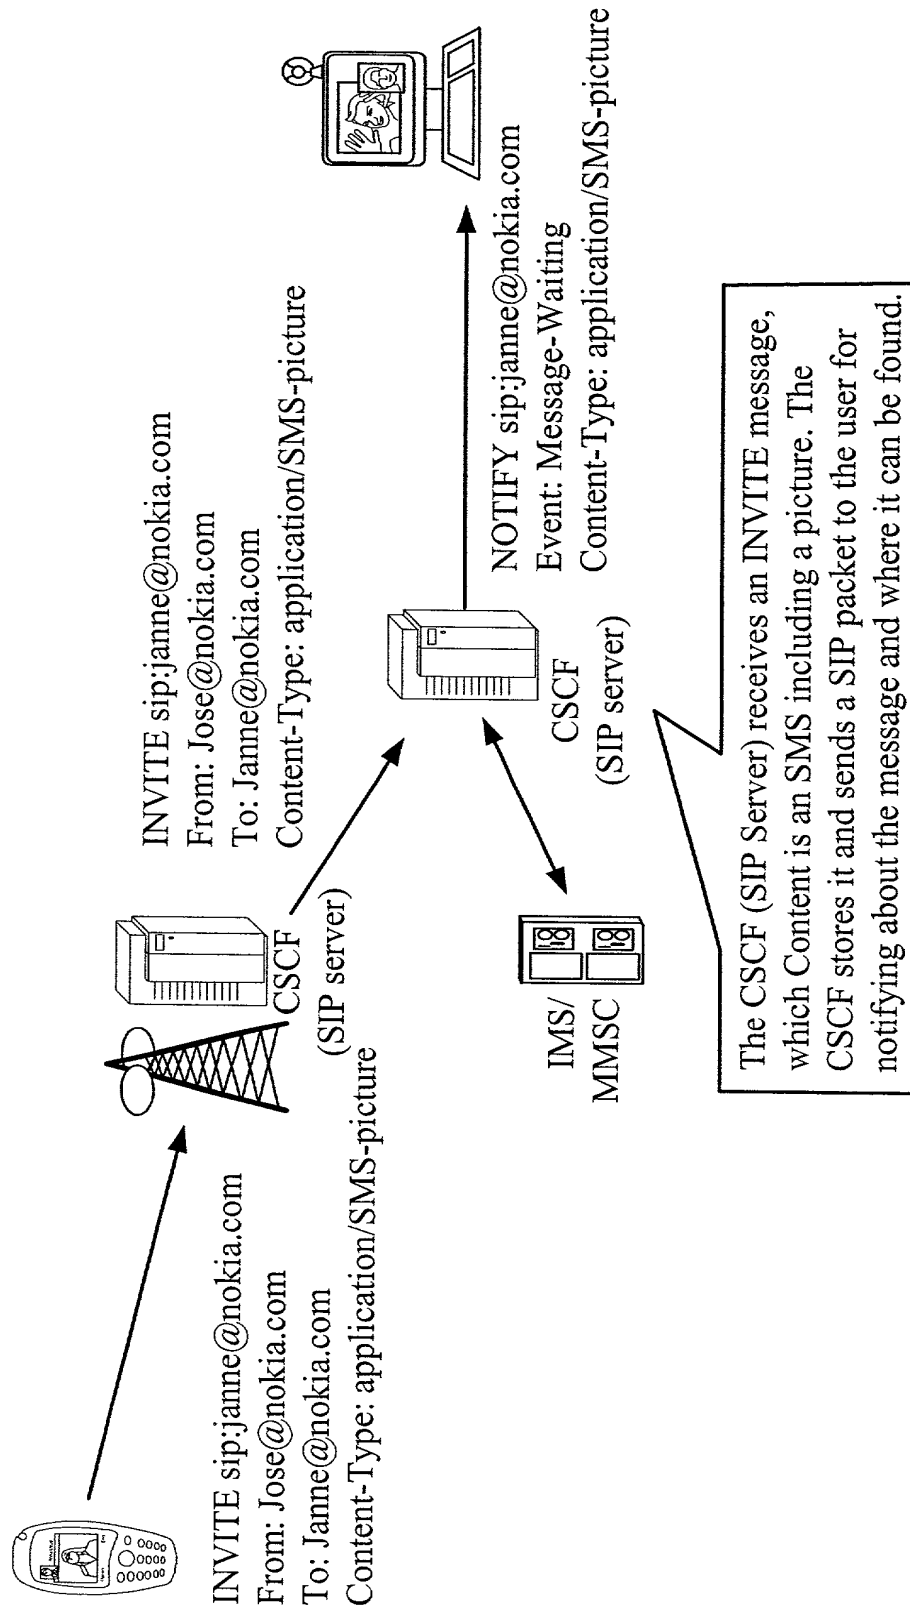 INVITE sip:janne@nokia.com
From: Jose@nokia.com
To: Janne@nokia.com
Content-Type: application/SMS-picture
CSCF
(SIP server)
INVITE sip:janne@nokia.com
From: Jose@nokia.com
To: Janne@nokia.com
Content-Type: application/SMS-picture
IMS/
MMSC
CSCF
(SIP server)
NOTIFY sip:janne@nokia.com
Event: Message-Waiting
Content-Type: application/SMS-picture
The CSCF (SIP Server) receives an INVITE message,
which Content is an SMS including a picture. The
CSCF stores it and sends a SIP packet to the user for
notifying about the message and where it can be found.